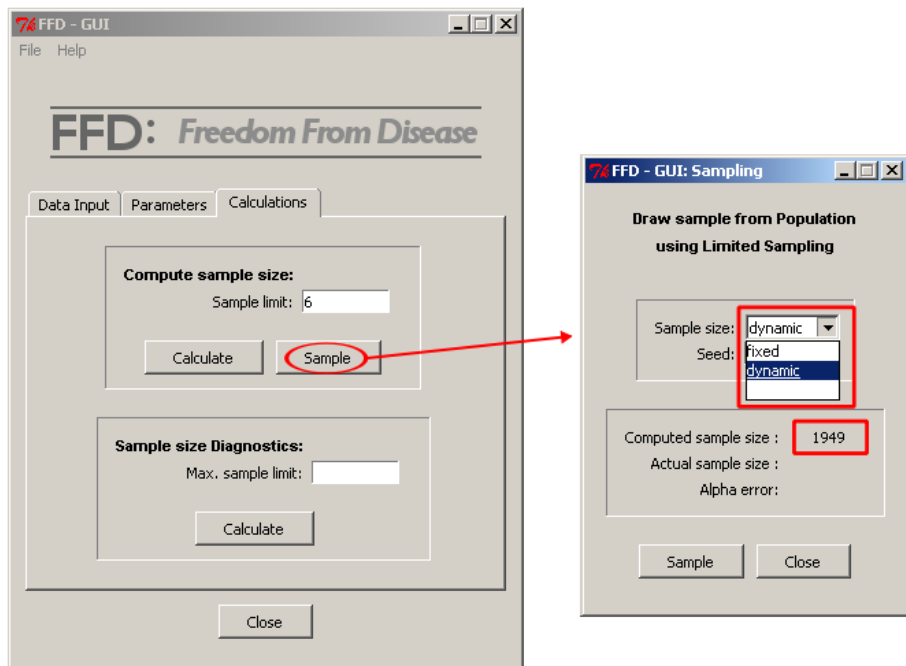 FFD - GUI
File Help
FFD: Freedom From Disease
Data Input Parameters Calculations
Compute sample size:
Sample limit: 6
Calculate Sample
Sample size Diagnostics:
Max. sample limit:
Calculate
Close
FFD - GUI: Sampling
Draw sample from Population
using Limited Sampling
Sample size: dynamic
Seed:
fixed
dynamic
Computed sample size : 1949
Actual sample size :
Alpha error:
Sample Close